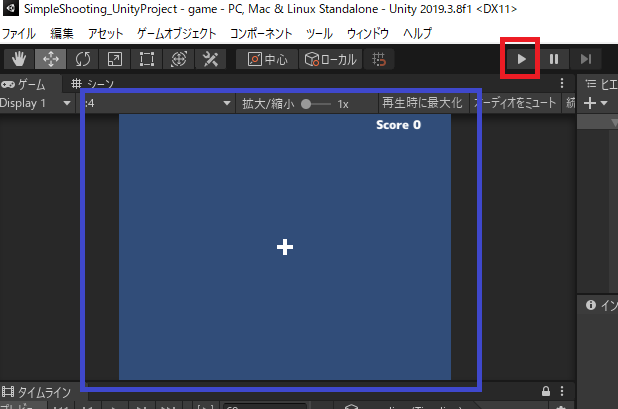 SimpleShooting_UnityProject - game - PC, Mac & Linux Standalone - Unity 2019.3.8f1 <DX11>
ファイル 編集 アセット ゲームオブジェクト コンポーネント ツール ウィンドウ ヘルプ
中心 ローカル
ゲーム シーン ヒエ
Display 1 :4 拡大/縮小 1x 再生時に最大化 オーディオをミュート 統
Score 0
イン
タイムライン